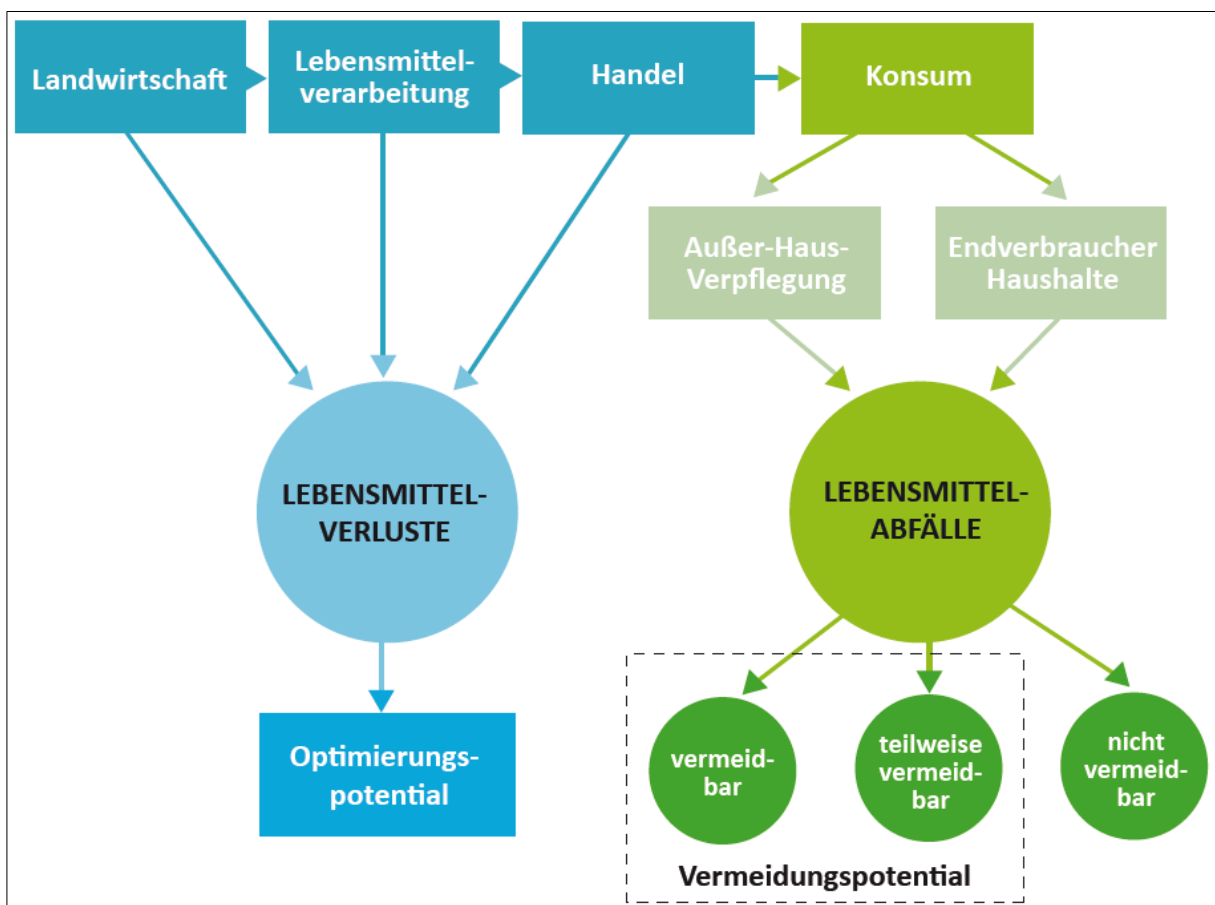 Landwirtschaft
Lebensmittel-
verarbeitung
Handel
Konsum
Außer-Haus-
Verpflegung
Endverbraucher
Haushalte
LEBENSMITTEL-
VERLUSTE
LEBENSMITTEL-
ABFÄLLE
Optimierungs-
potential
vermeid-
bar
teilweise
vermeid-
bar
nicht
vermeid-
bar
Vermeidungspotential